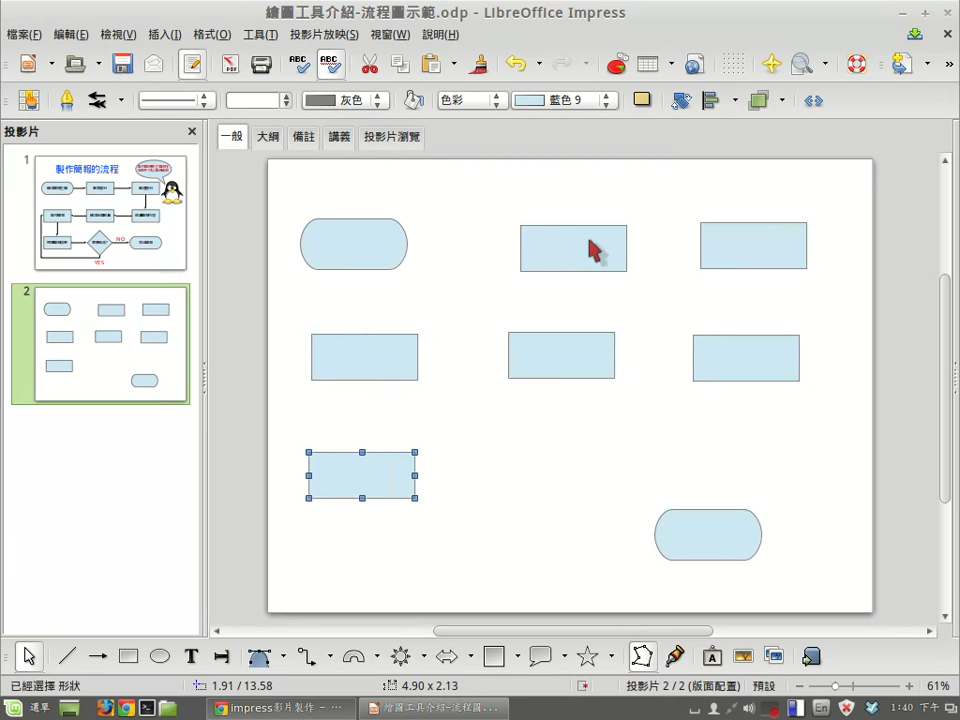 繪圖工具介紹-流程圖示範.odp - LibreOffice Impress
檔案(F) 編輯(E) 檢視(V) 插入(I) 格式(O) 工具(T) 投影片放映(S) 視窗(W) 說明(H)
灰色 色彩 藍色 9
投影片
一般 大綱 備註 講義 投影片瀏覽
1
製作簡報的流程
NO
YES
2
已經選擇 形狀 1.91 / 13.58 4.90 x 2.13 投影片 2 / 2 (版面配置) 預設 61%
選單 impress影片製作 – ... 繪圖工具介紹-流程圖... En 1:40 下午